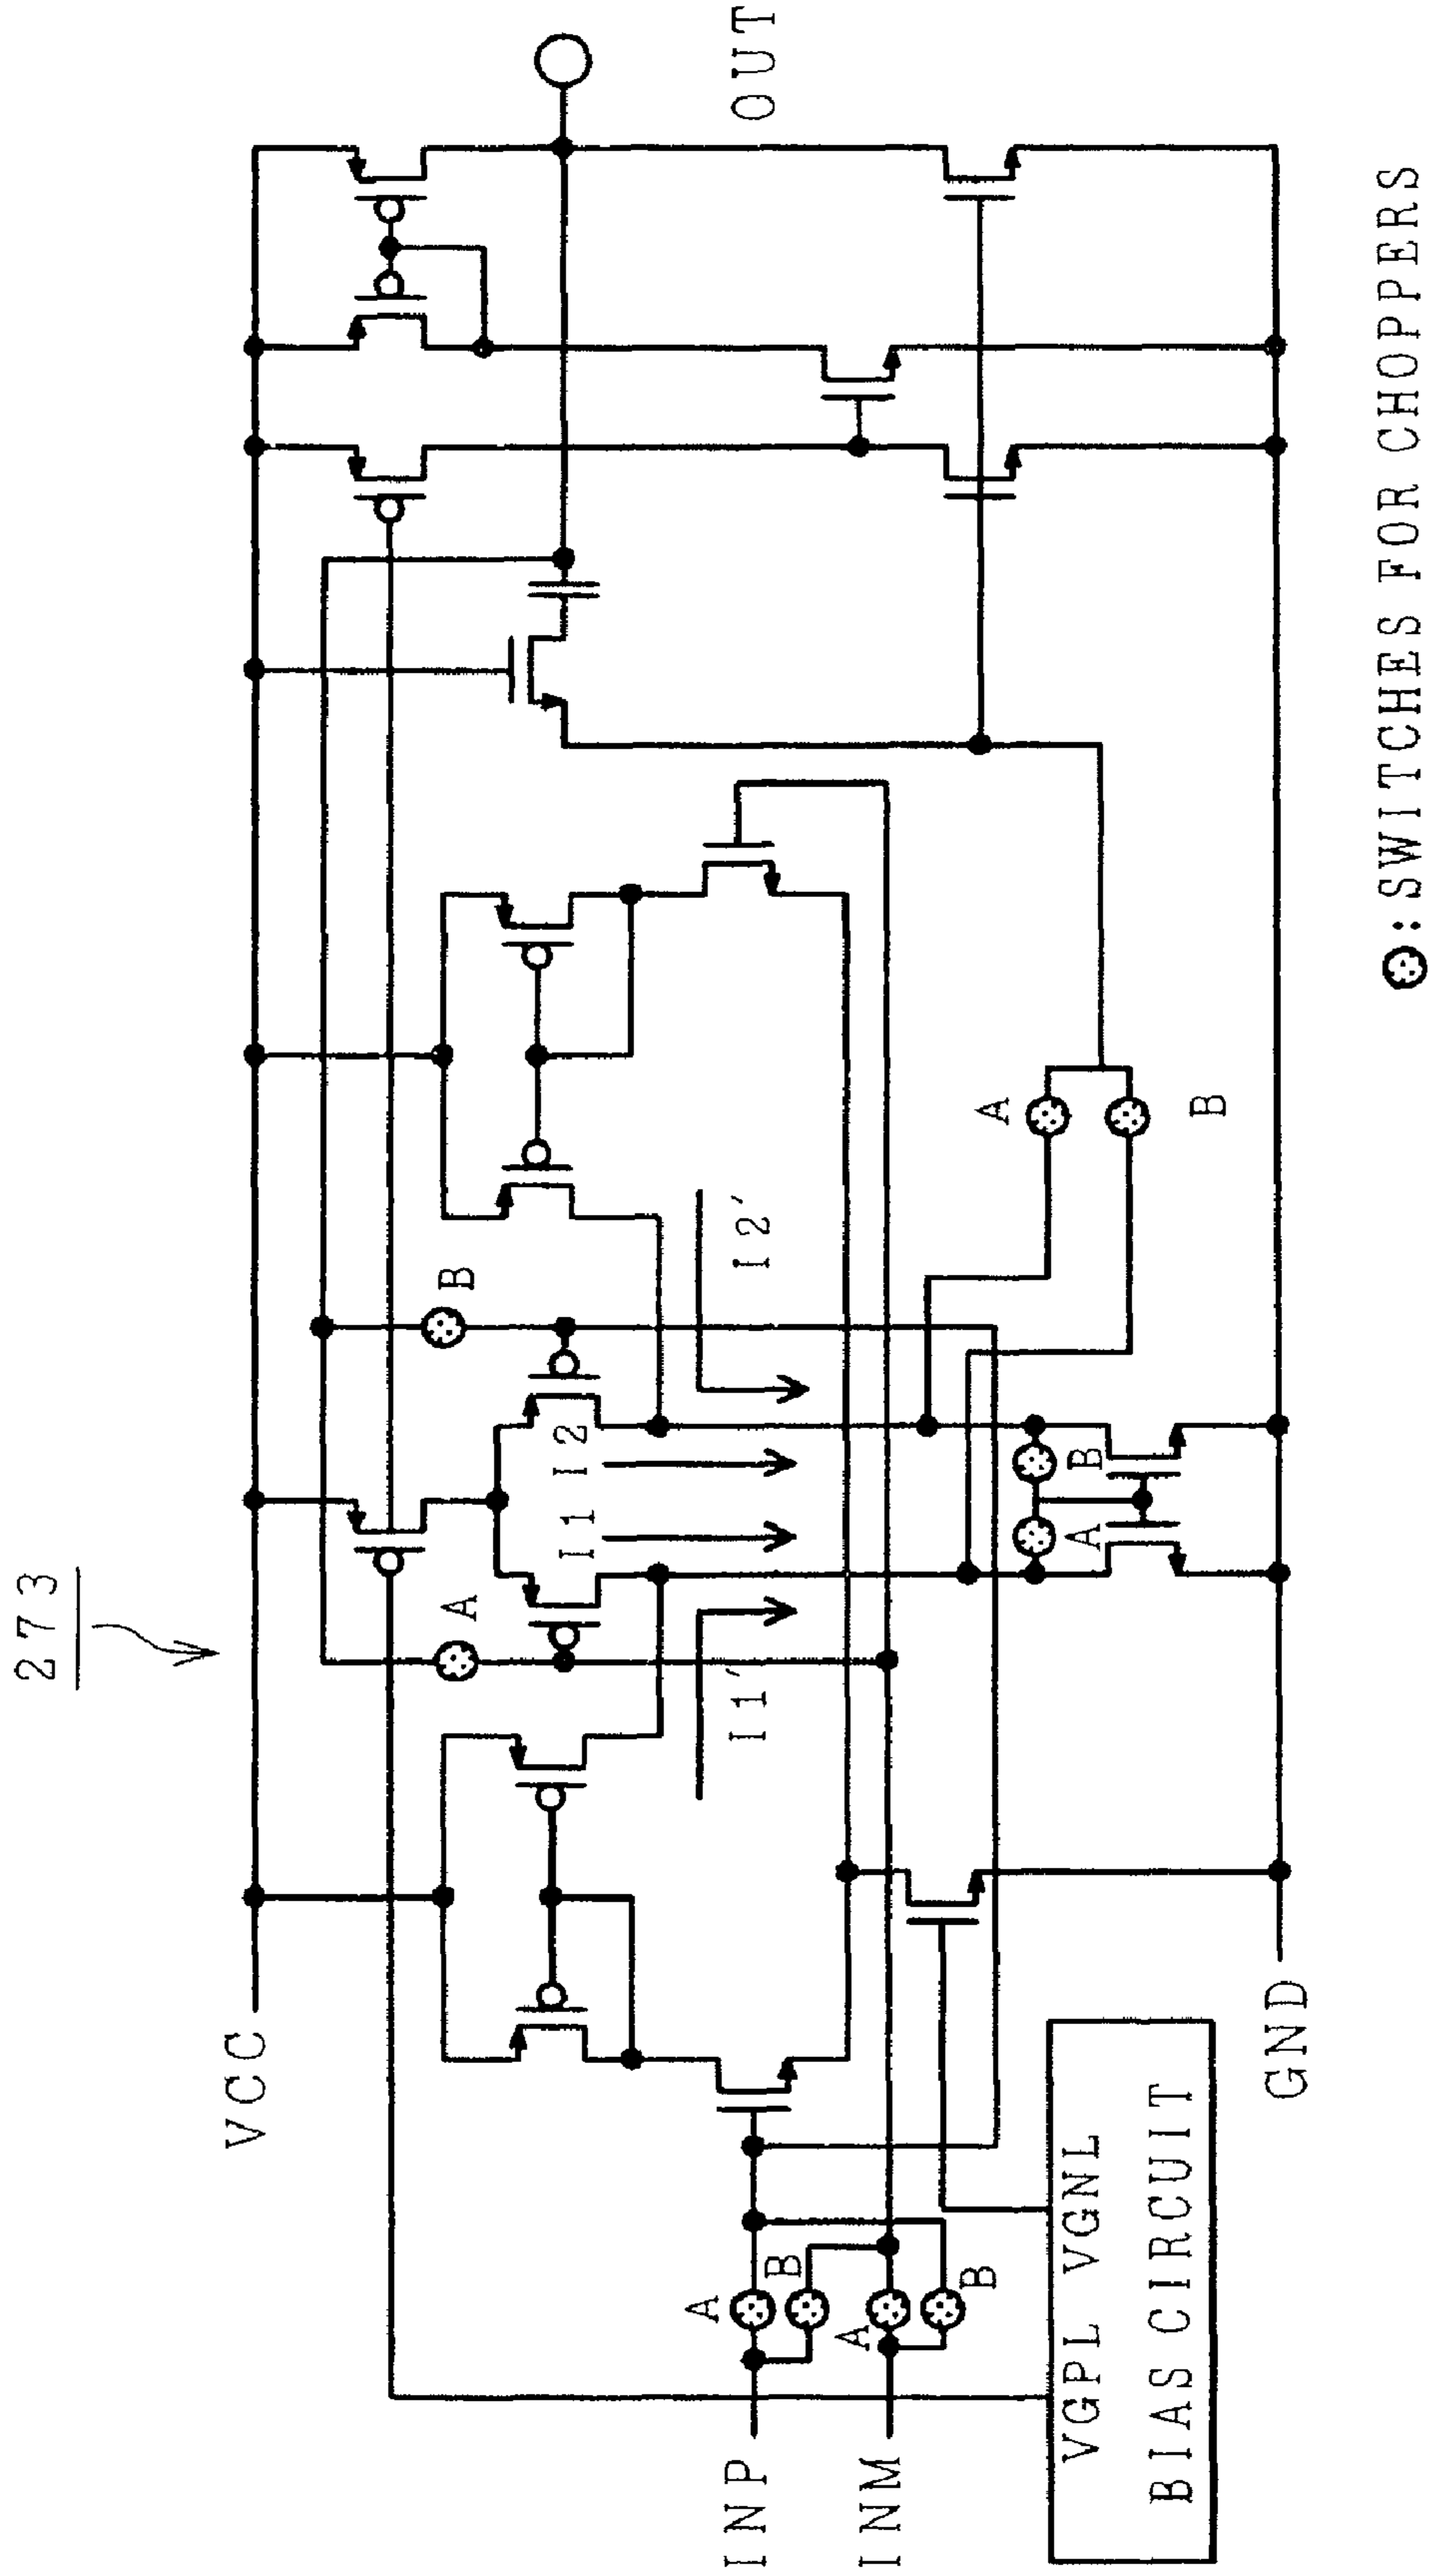 273
VCC
OUT
A
B
I1'
I1
I2
I2'
A
B
A
B
A
B
A
B
INP
INM
VGPL VGNL
BIAS CIRCUIT
GND
:SWITCHES FOR CHOPPERS